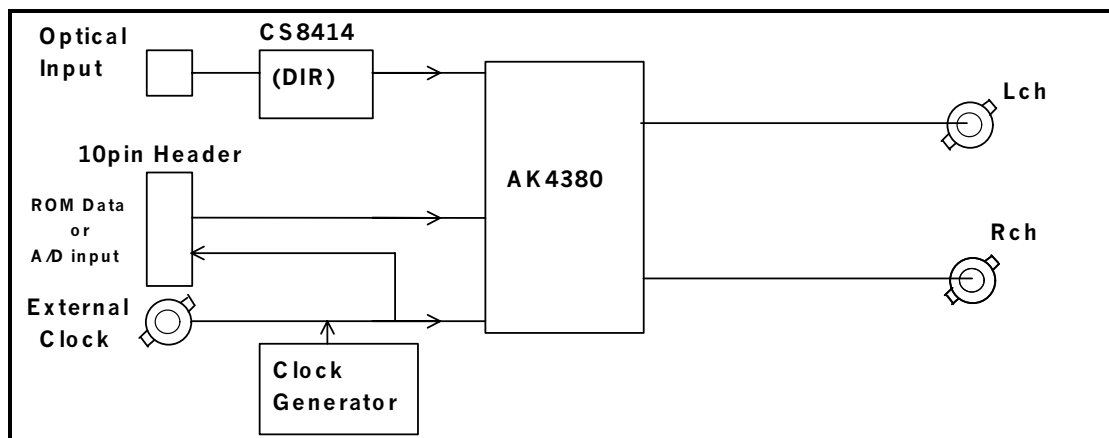 Optical
Input
CS8414
(DIR)
Lch
10pin Header
AK4380
ROM Data
or
A/D input
Rch
External
Clock
Clock
Generator